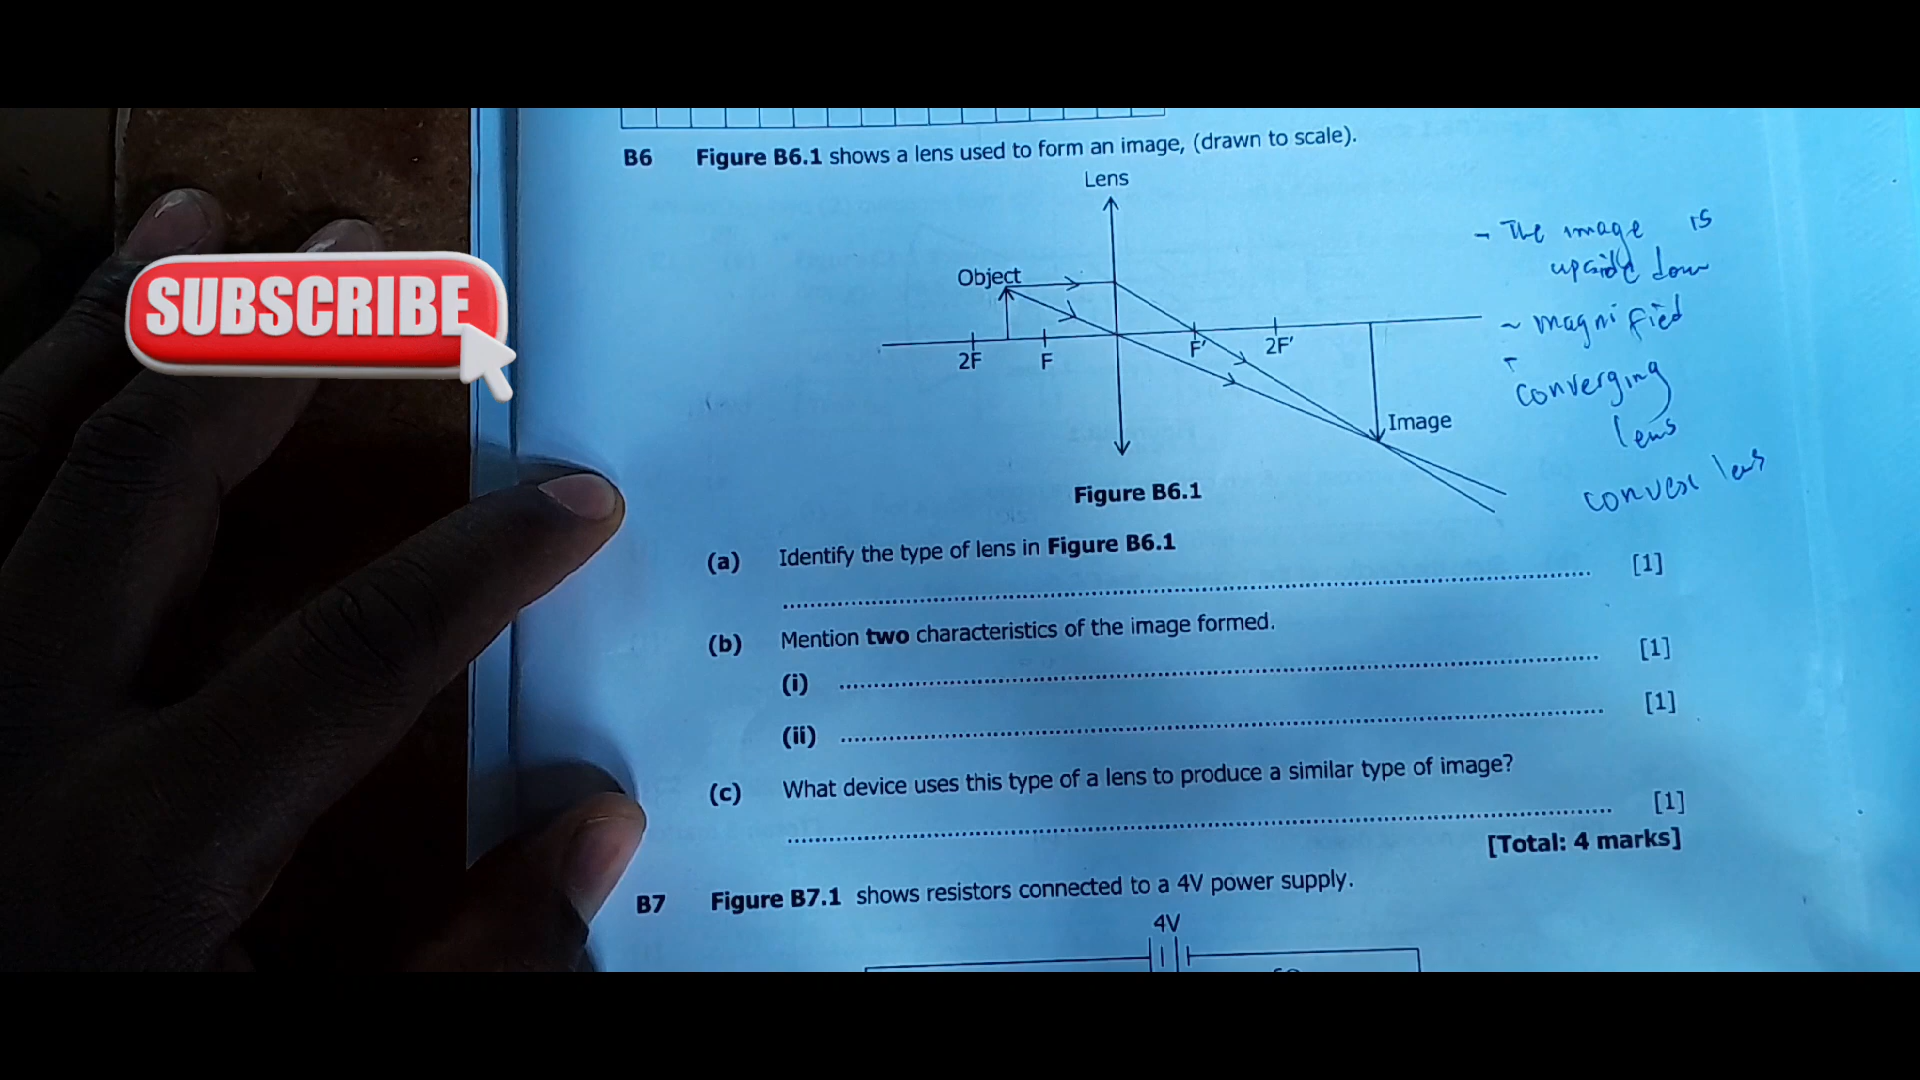 B6 Figure B6.1 shows a lens used to form an image, (drawn to scale).
Lens
Object
2F
F
F'
2F'
Image
Figure B6.1
- The image is
upside down
~ magnified
converging
lens
convex lens
SUBSCRIBE
(a) Identify the type of lens in Figure B6.1
[1]
(b) Mention two characteristics of the image formed.
(i) [1]
(ii) [1]
(c) What device uses this type of a lens to produce a similar type of image?
[1]
[Total: 4 marks]
B7 Figure B7.1 shows resistors connected to a 4V power supply.
4V